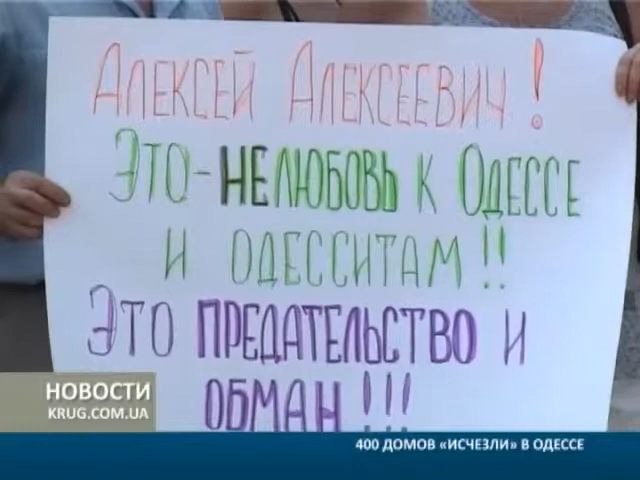 АЛЕКСЕЙ АЛЕКСЕЕВИЧ!
ЭТО-НЕЛЮБОВЬ К ОДЕССЕ
И ОДЕССИТАМ!!
ЭТО ПРЕДАТЕЛЬСТВО И
ОБМАН!!!
НОВОСТИ
KRUG.COM.UA
400 ДОМОВ «ИСЧЕЗЛИ» В ОДЕССЕ